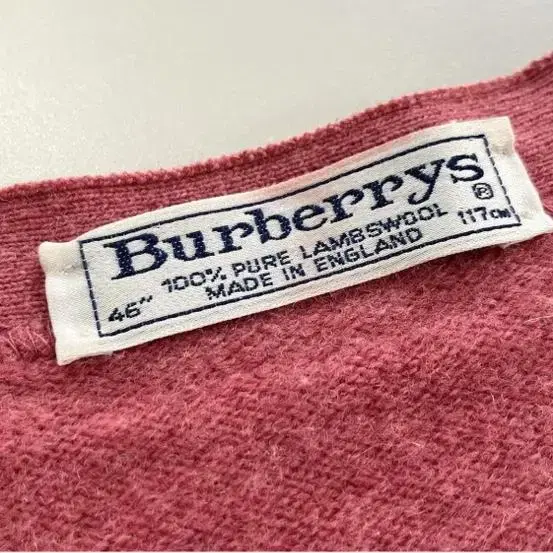 Burberrys®
46" 100% PURE LAMBSWOOL 117CM
MADE IN ENGLAND